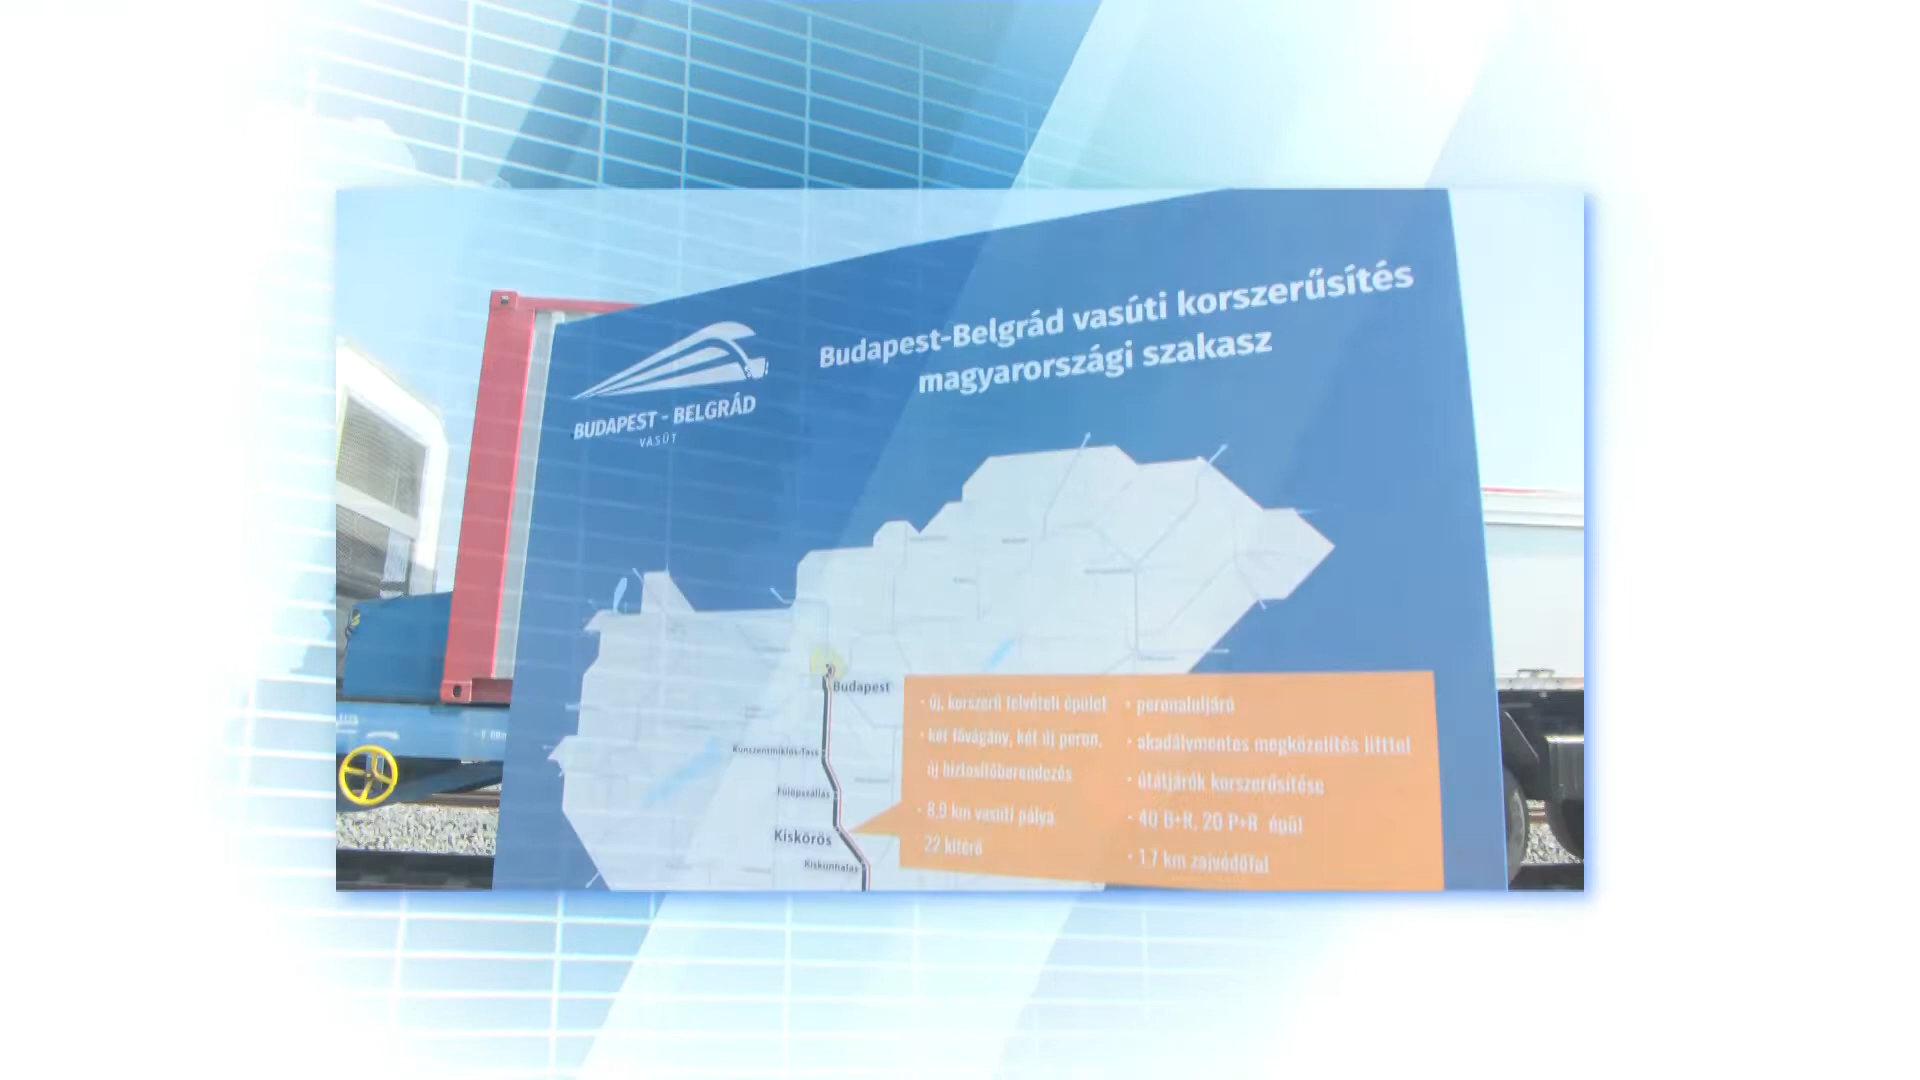 Budapest-Belgrád vasúti korszerűsítés
magyarországi szakasz
BUDAPEST - BELGRÁD
VASÚT
Budapest
Kunszentmiklós-Tass
Fülöpszállás
Kiskőrös
Kiskunhalas
· új, korszerű felvételi épület
· két fővágány, két új peron,
új biztosítóberendezés
· 8,9 km vasúti pálya
22 kitérő
· peronaluljáró
· akadálymentes megközelítés lifttel
· útátjárók korszerűsítése
· 40 B+R, 20 P+R épül
· 1.7 km zajvédőfal